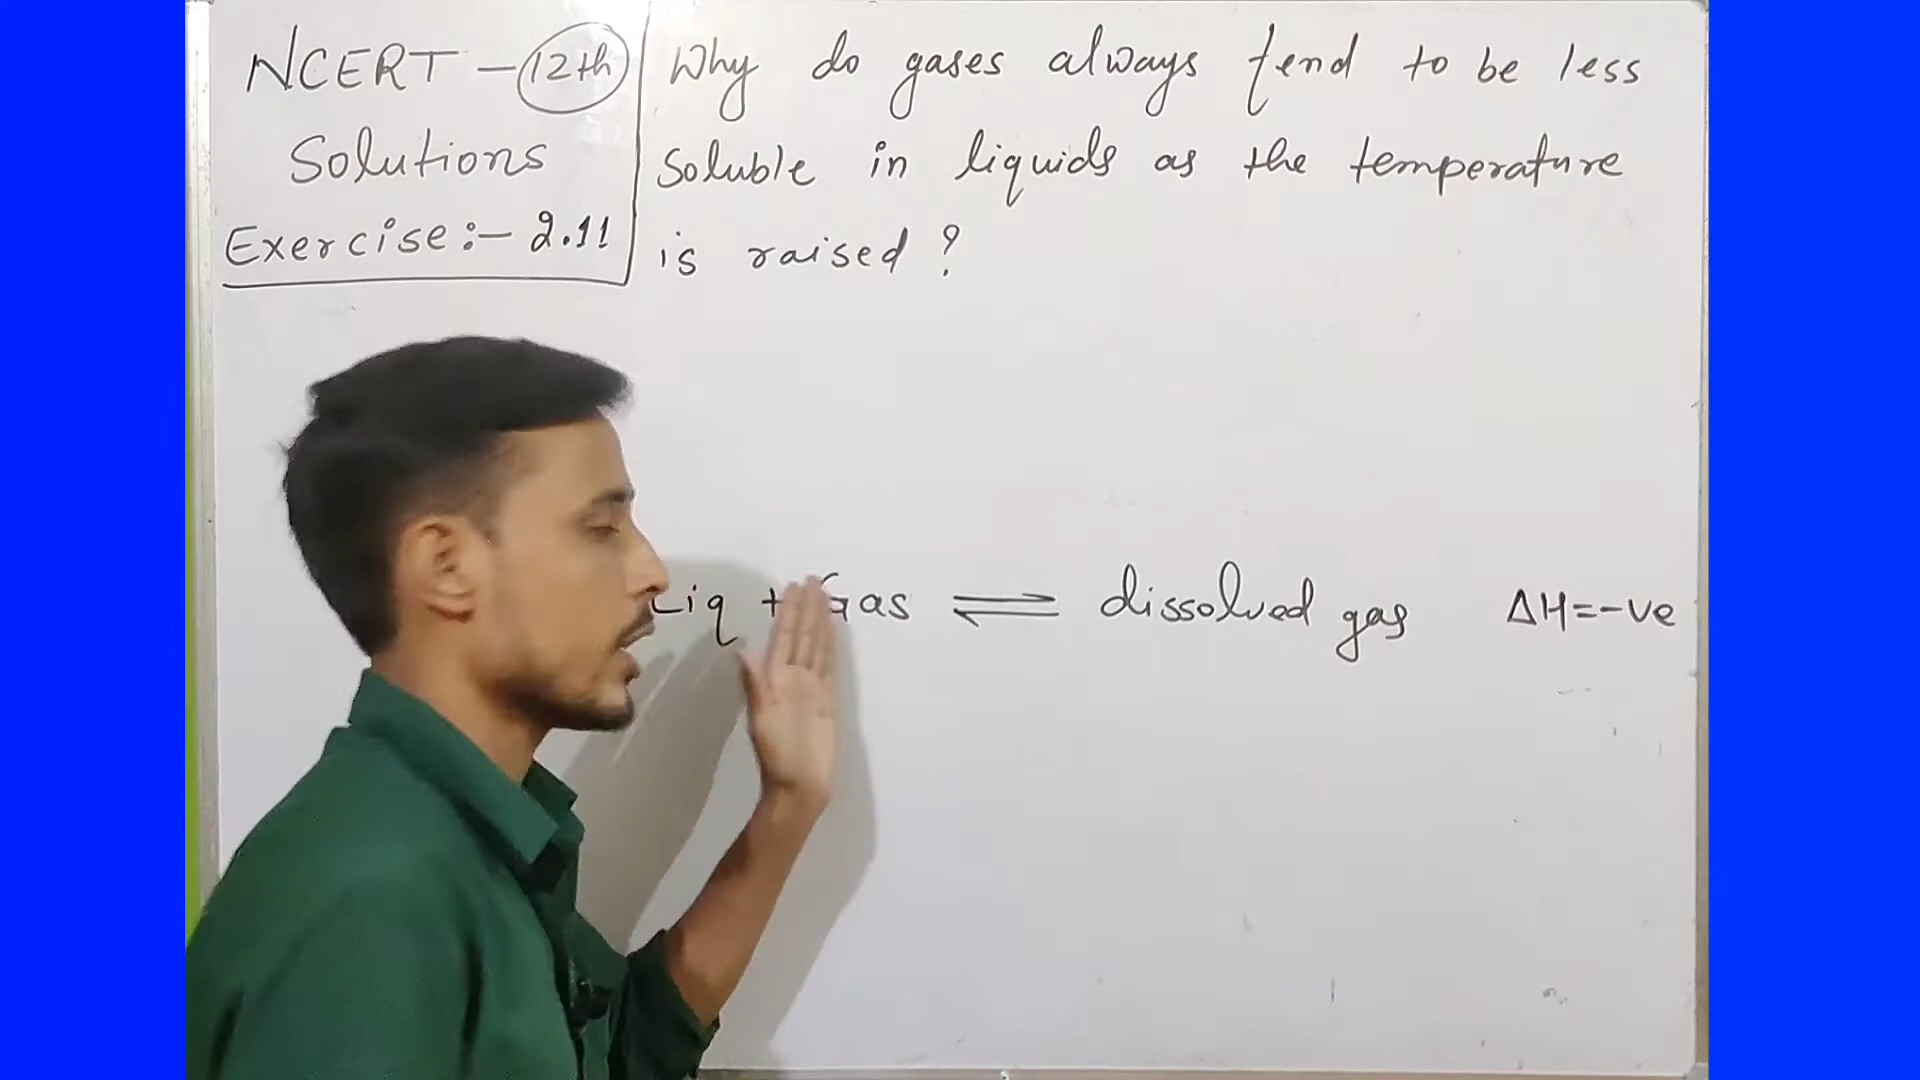 NCERT - 12th
Solutions
Exercise:- 2.11
Why do gases always tend to be less
soluble in liquids as the temperature
is raised?
Liq + Gas ⇌ dissolved gas ΔH=-ve